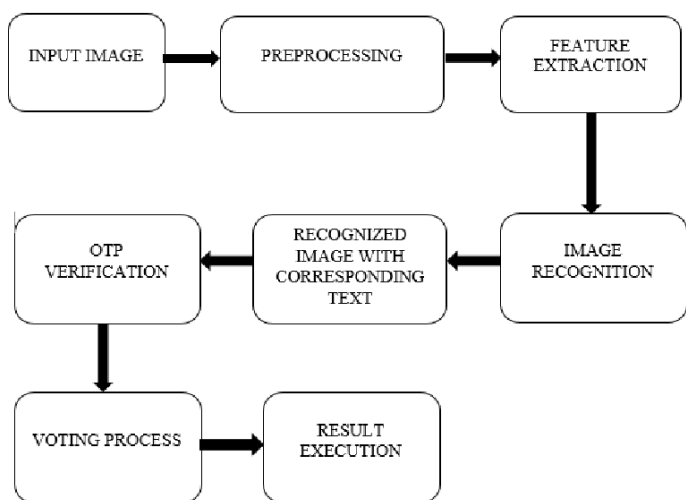 INPUT IMAGE
PREPROCESSING
FEATURE
EXTRACTION
IMAGE
RECOGNITION
RECOGNIZED
IMAGE WITH
CORRESPONDING
TEXT
OTP
VERIFICATION
VOTING PROCESS
RESULT
EXECUTION